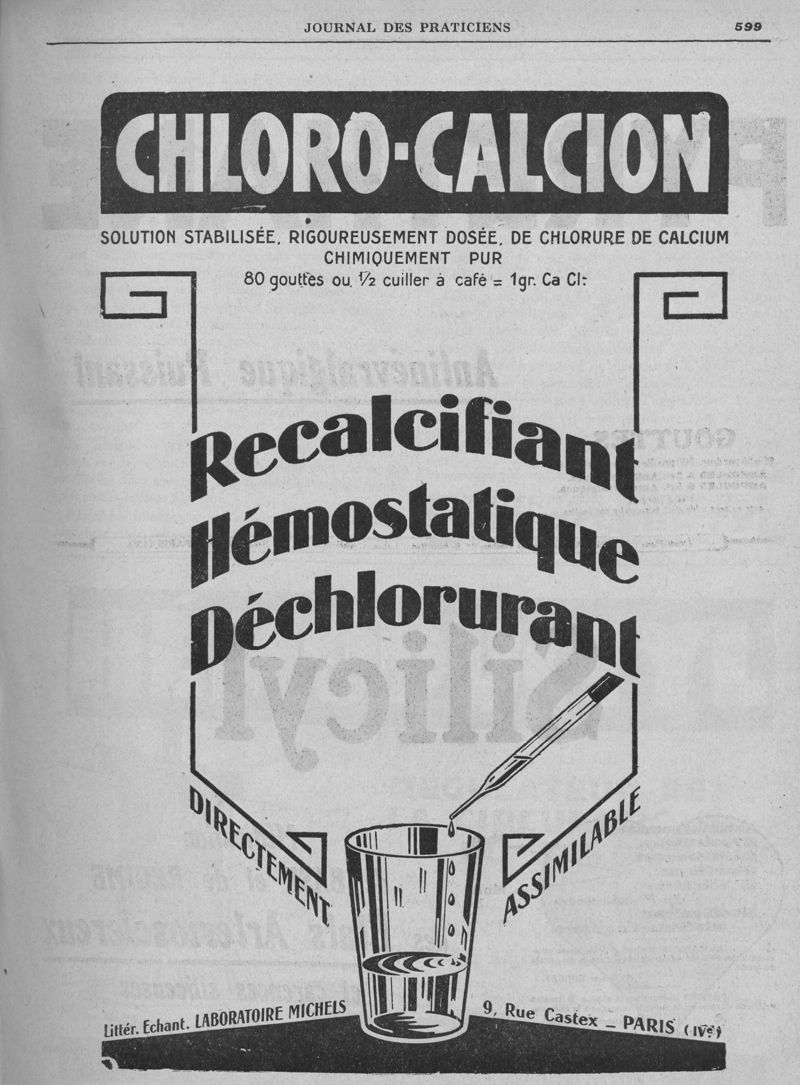 JOURNAL DES PRATICIENS 599
CHLORO-CALCION
SOLUTION STABILISÉE, RIGOUREUSEMENT DOSÉE, DE CHLORURE DE CALCIUM
CHIMIQUEMENT PUR
80 gouttes ou 1/2 cuiller à café = 1gr. Ca Cl²
Recalcifiant
Hémostatique
Déchlorurant
DIRECTEMENT
ASSIMILABLE
Littér. Echant. LABORATOIRE MICHELS
9, Rue Castex _ PARIS (IVe)